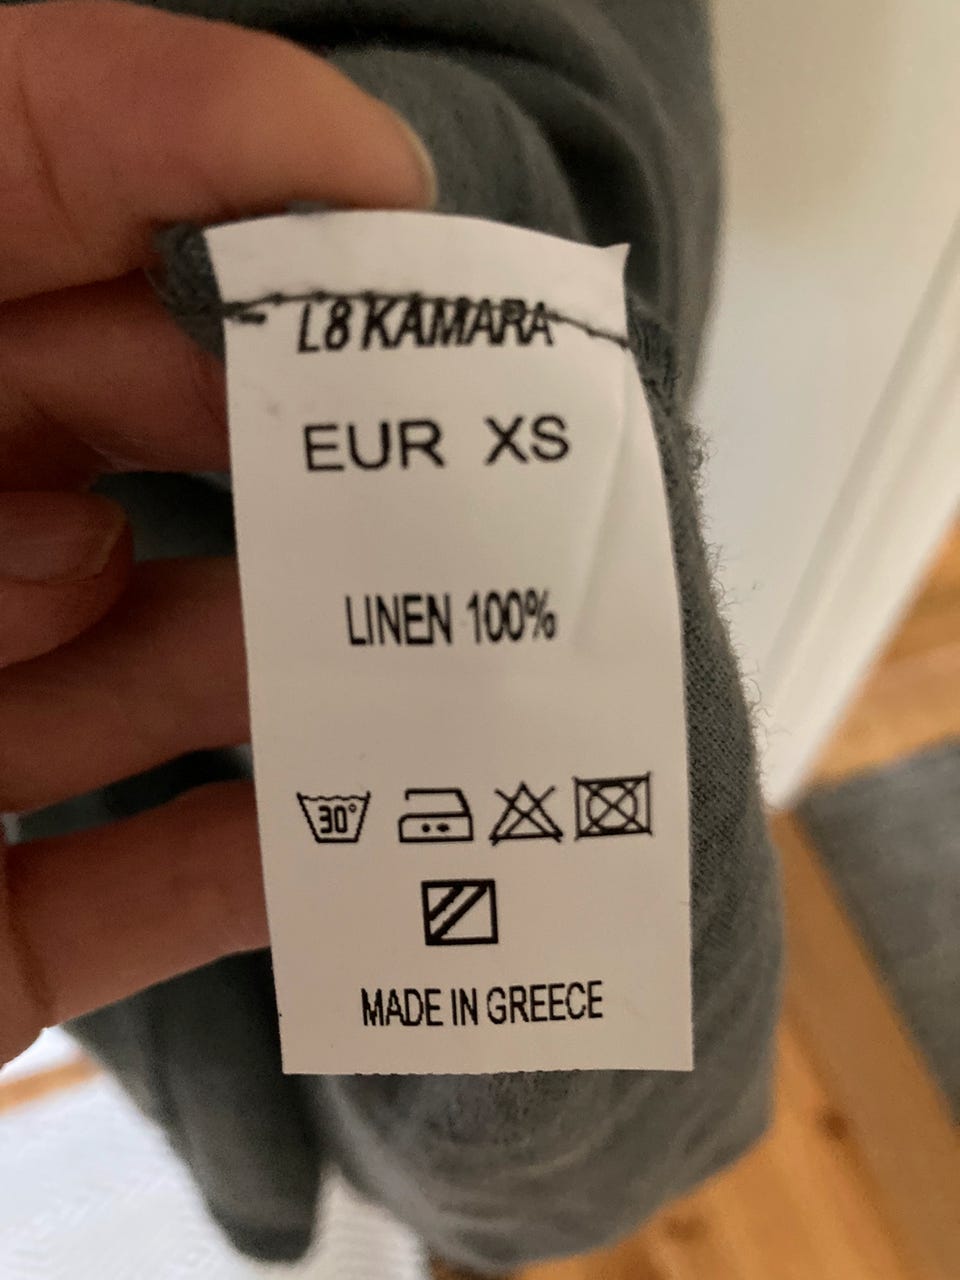 L8 KAMARA
EUR XS
LINEN 100%
30°
MADE IN GREECE